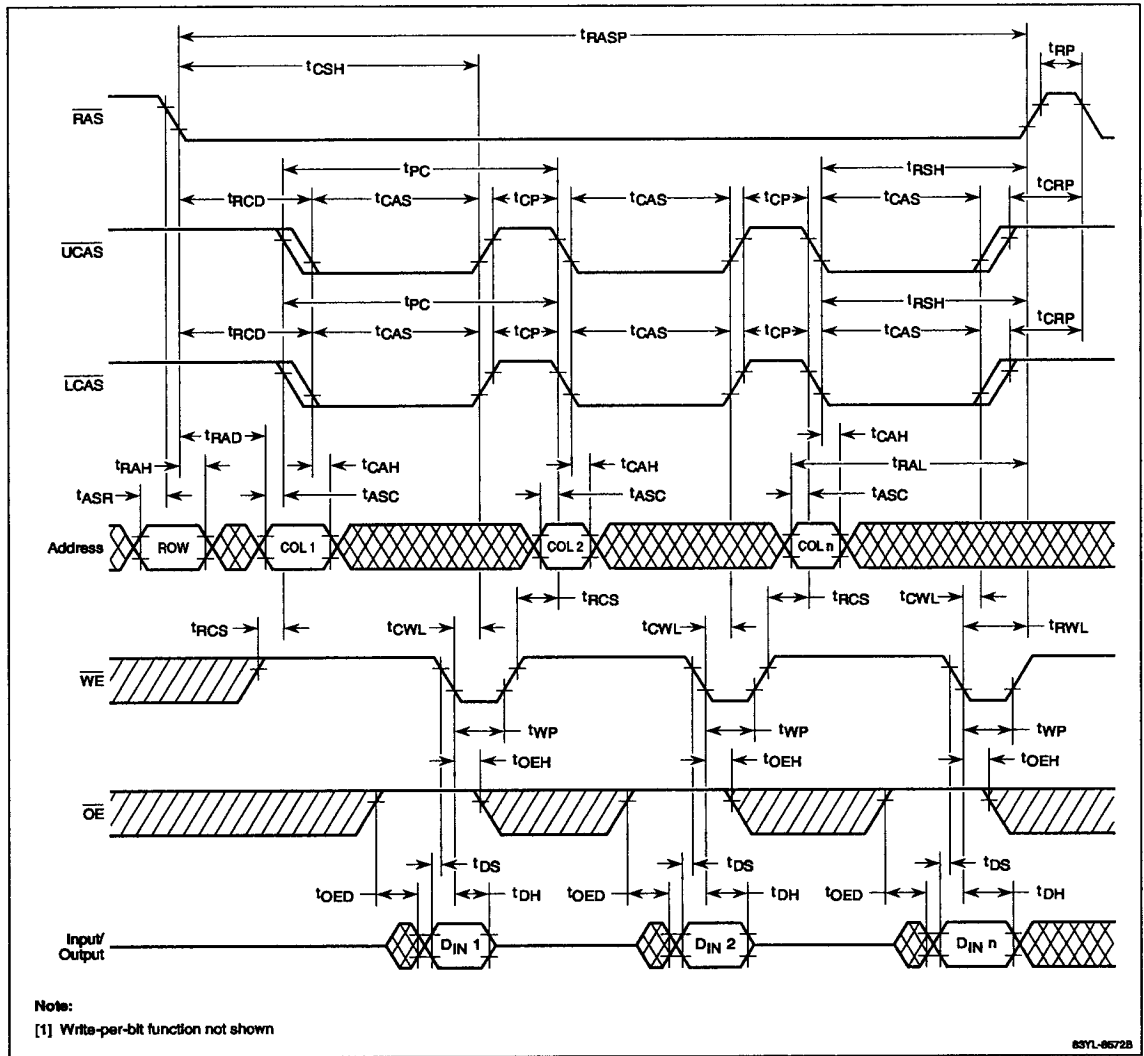 tRASP
tRP
tCSH
RAS
tPC
tRSH
tRCD tCAS tCP tCAS tCP tCAS tCRP
UCAS
tPC
tRSH
tRCD tCAS tCP tCAS tCP tCAS tCRP
LCAS
tRAD
tRAH tCAH tCAH tCAH
tRAL
tASR tASC tASC tASC
Address ROW COL 1 COL 2 COL n
tRCS tRCS tCWL
tRCS tCWL tCWL tRWL
WE
tWP tWP tWP
tOEH tOEH tOEH
OE
tDS tDS tDS
tOED tDH tOED tDH tOED tDH
Input/
Output
DIN 1 DIN 2 DIN n
Note:
[1] Write-per-bit function not shown
83YL-8572B